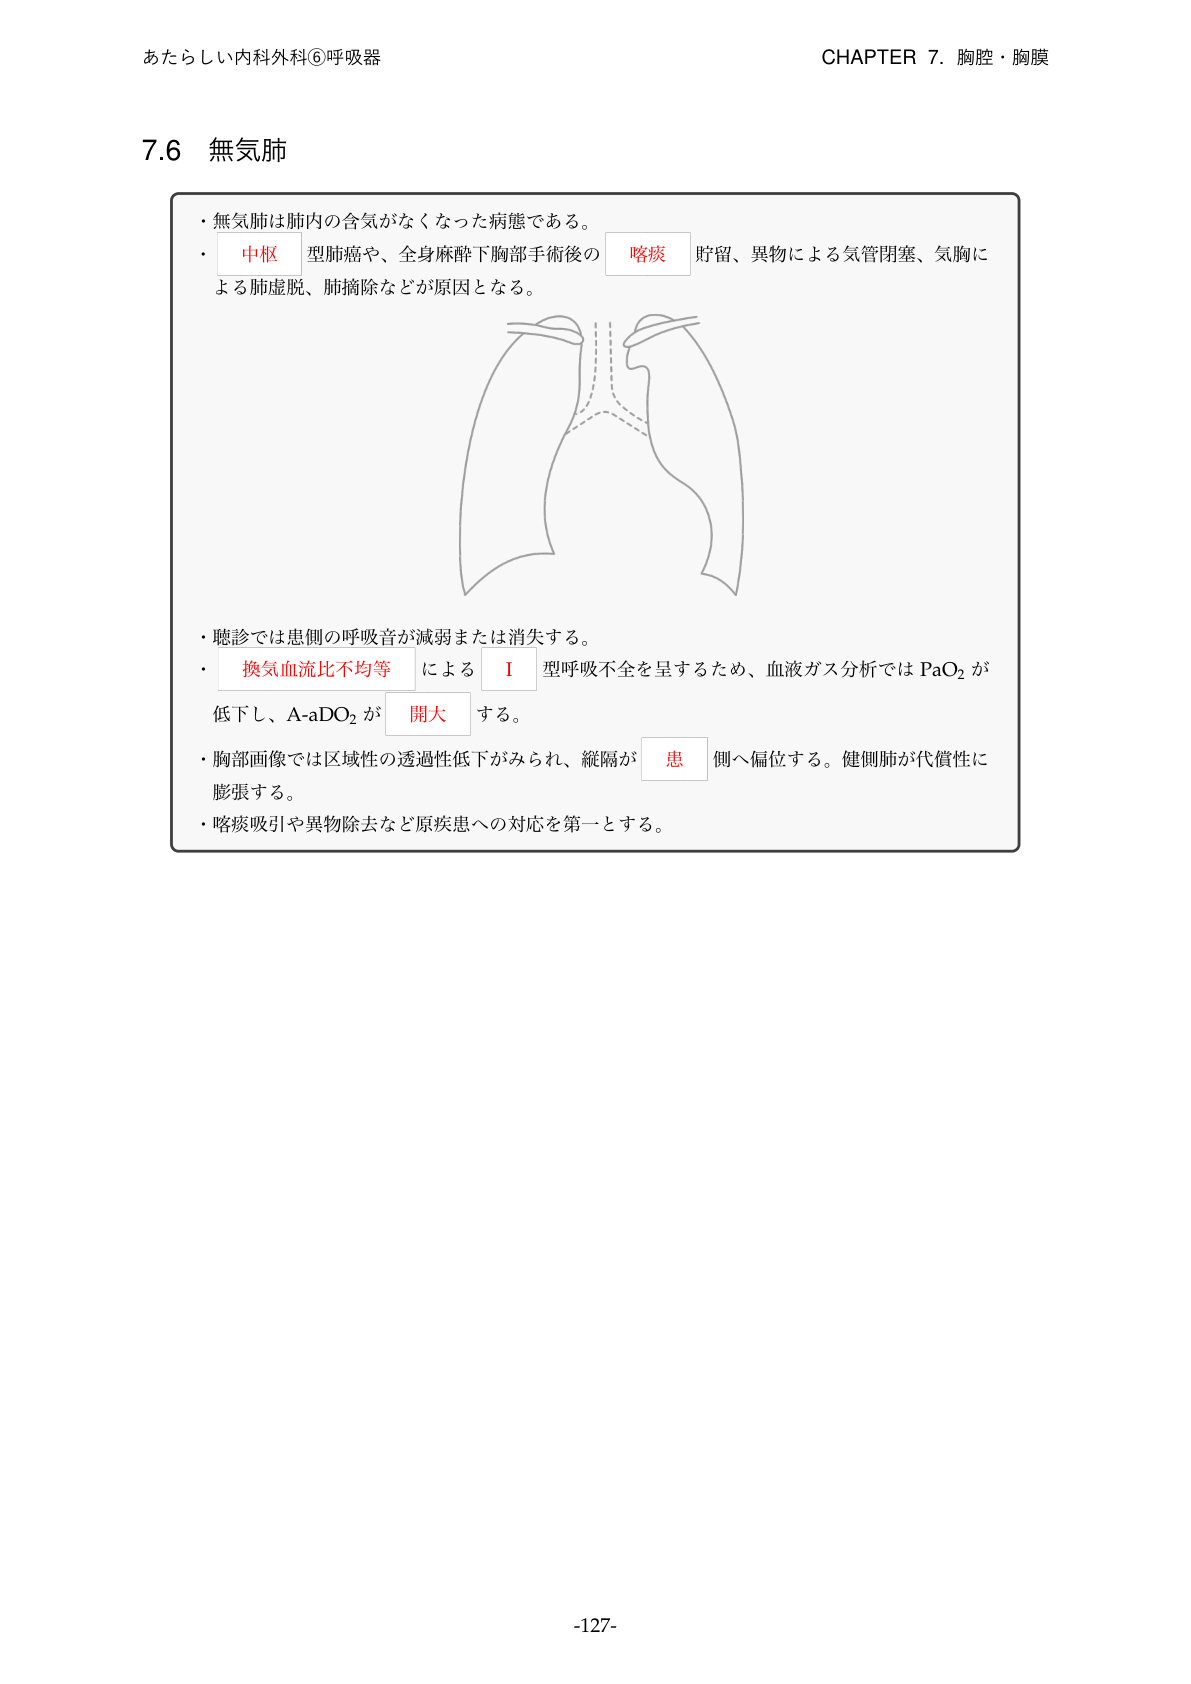 あたらしい内科外科⑥呼吸器
CHAPTER 7. 胸腔・胸膜
7.6 無気肺
・無気肺は肺内の含気がなくなった病態である。
・ 中枢 型肺癌や、全身麻酔下胸部手術後の 喀痰 貯留、異物による気管閉塞、気胸に
よる肺虚脱、肺摘除などが原因となる。
・聴診では患側の呼吸音が減弱または消失する。
・ 換気血流比不均等 による I 型呼吸不全を呈するため、血液ガス分析では PaO₂ が
低下し、A-aDO₂ が 開大 する。
・胸部画像では区域性の透過性低下がみられ、縦隔が 患 側へ偏位する。健側肺が代償性に
膨張する。
・喀痰吸引や異物除去など原疾患への対応を第一とする。
-127-